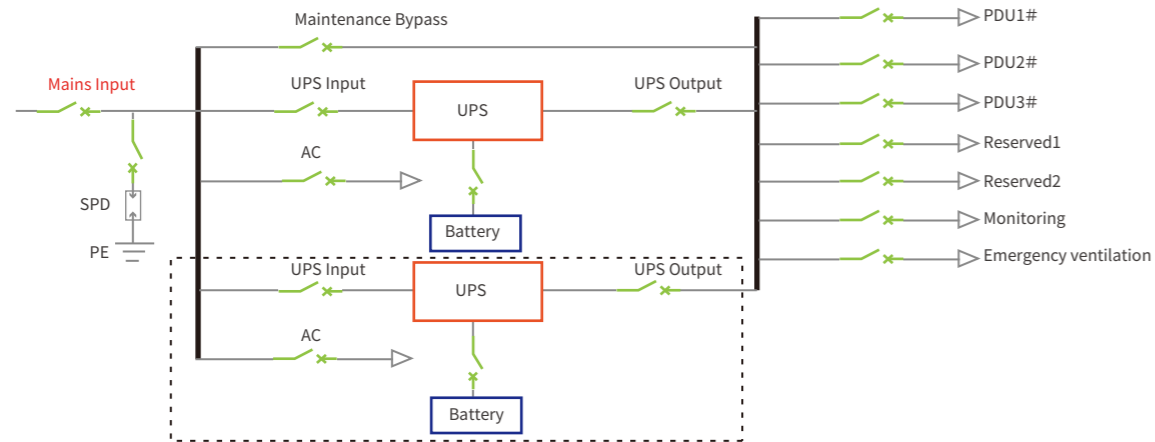 Maintenance Bypass
Mains Input
UPS Input
UPS
UPS Output
AC
SPD
PE
Battery
UPS Input
UPS
UPS Output
AC
Battery
PDU1#
PDU2#
PDU3#
Reserved1
Reserved2
Monitoring
Emergency ventilation